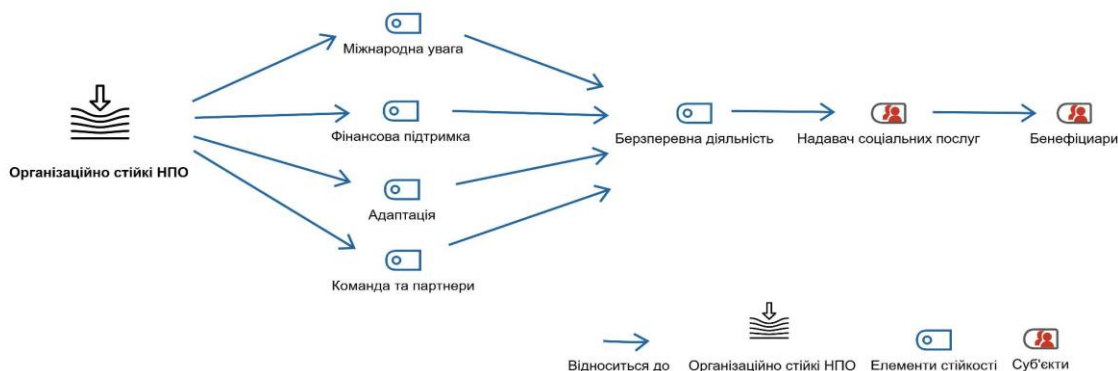 Міжнародна увага
Фінансова підтримка
Берзперевна діяльність
Надавач соціальних послуг
Бенефіциари
Організаційно стійкі НПО
Адаптація
Команда та партнери
Відноситься до
Організаційно стійкі НПО
Елементи стійкості
Суб'єкти